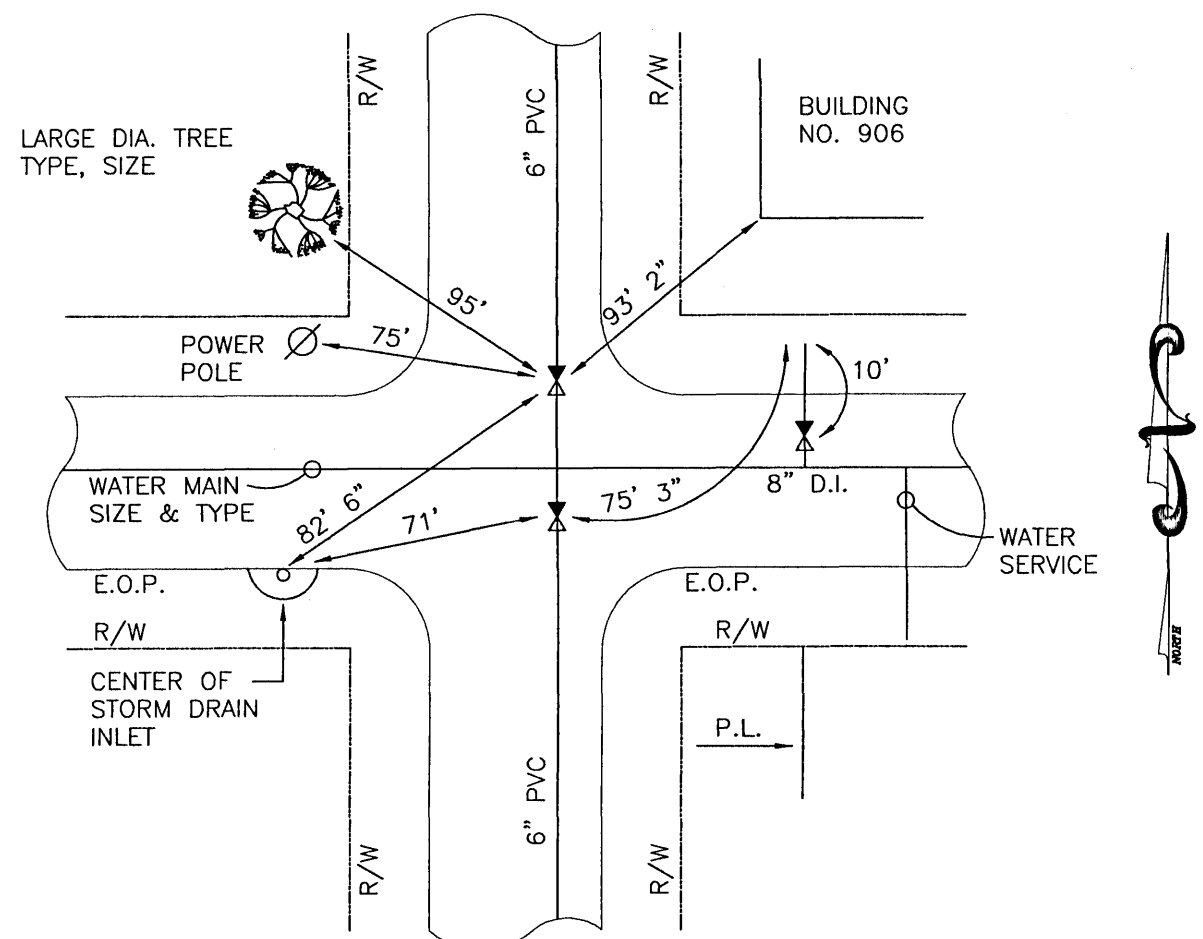 R/W
R/W
6” PVC
BUILDING
NO. 906
LARGE DIA. TREE
TYPE, SIZE
95'
93' 2”
POWER
POLE
75'
10'
WATER MAIN
SIZE & TYPE
82' 6”
71'
75' 3”
8” D.I.
WATER
SERVICE
E.O.P.
E.O.P.
R/W
R/W
NORTH
CENTER OF
STORM DRAIN
INLET
P.L.
6” PVC
R/W
R/W